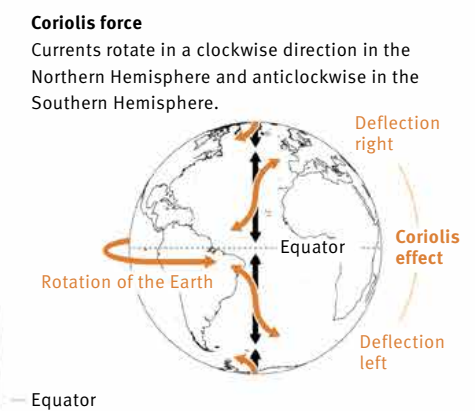 Coriolis force
Currents rotate in a clockwise direction in the
Northern Hemisphere and anticlockwise in the
Southern Hemisphere.
Deflection
right
Equator
Coriolis
effect
Rotation of the Earth
Deflection
left
Equator